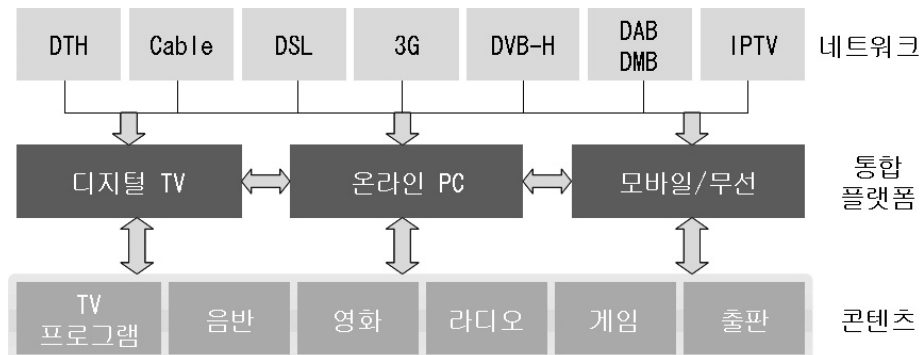 DTH Cable DSL 3G DVB-H DAB DMB IPTV 네트워크
디지털 TV 온라인 PC 모바일/무선 통합 플랫폼
TV 프로그램 음반 영화 라디오 게임 출판 콘텐츠